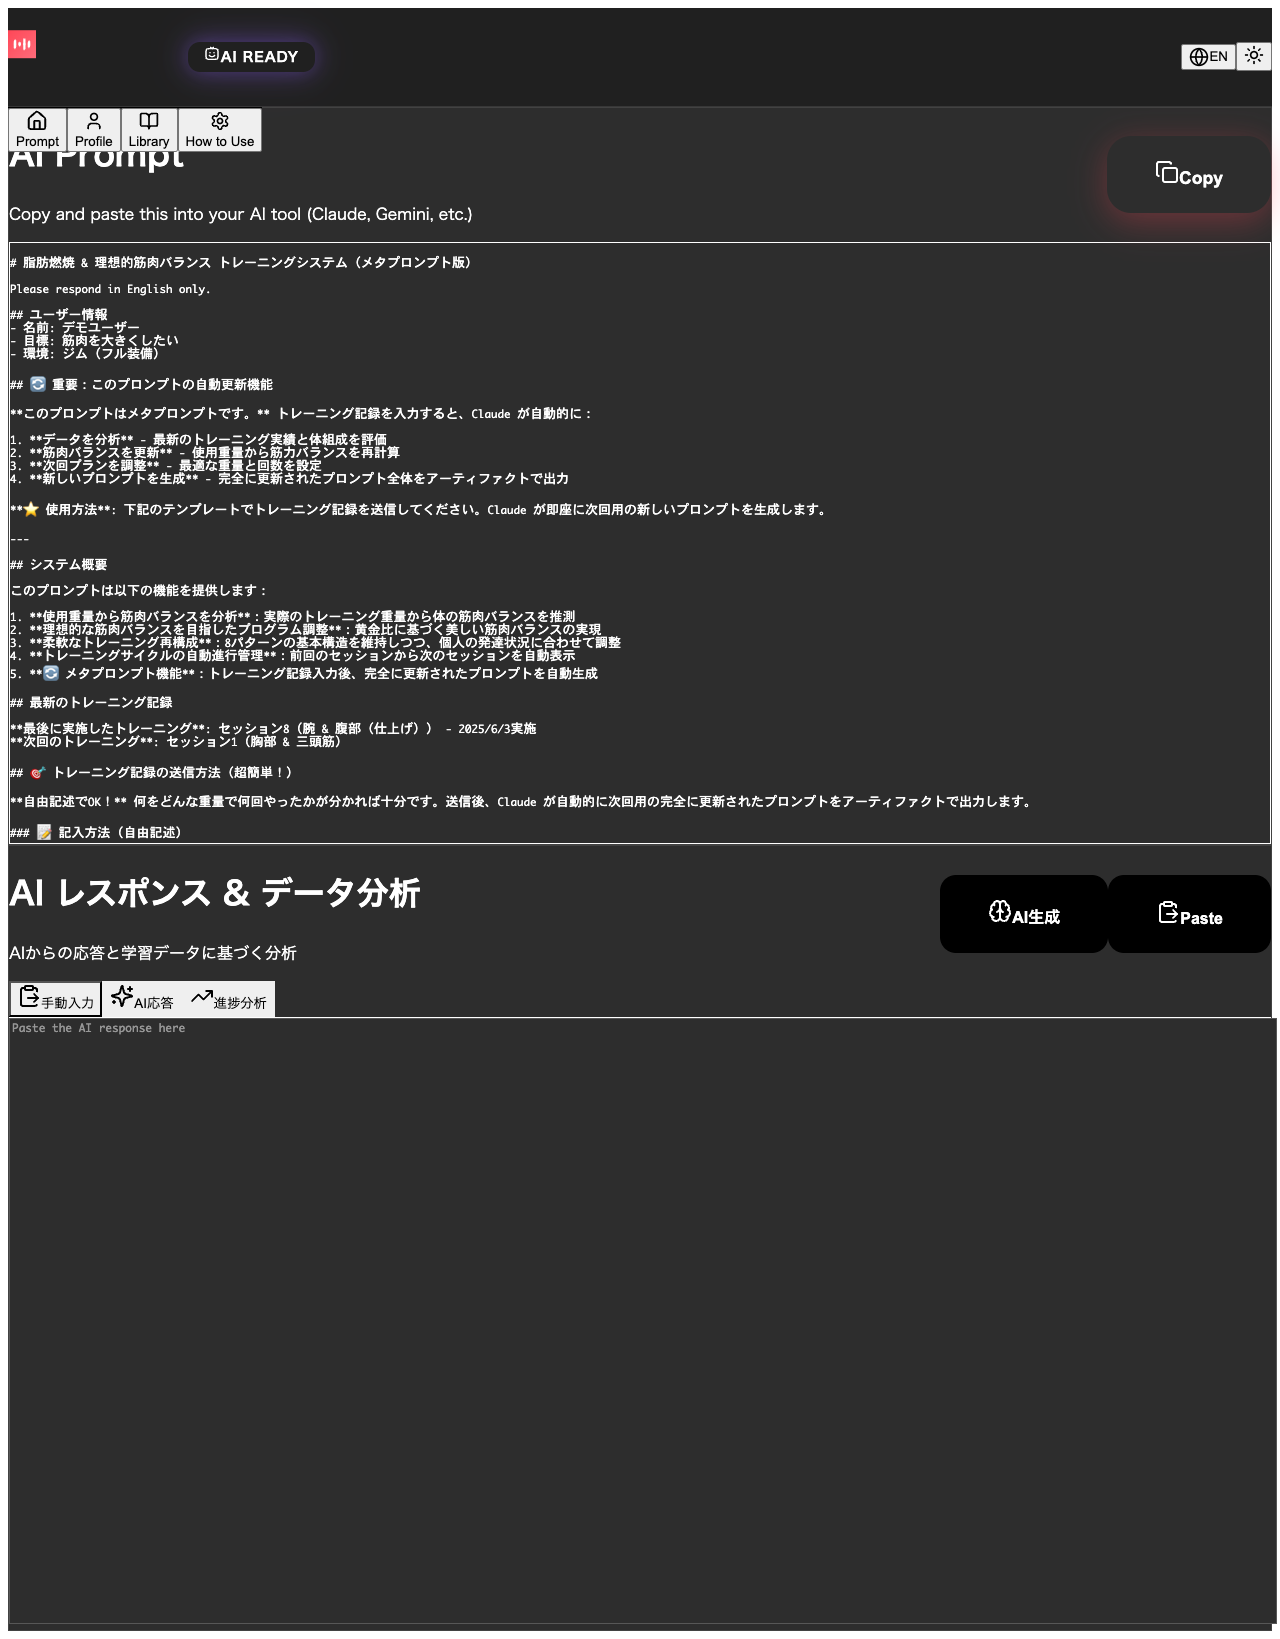 AI READY
EN
Prompt
Profile
Library
How to Use
AI Prompt
Copy
Copy and paste this into your AI tool (Claude, Gemini, etc.)
# 脂肪燃焼 & 理想的筋肉バランス トレーニングシステム（メタプロンプト版）
Please respond in English only.
## ユーザー情報
- 名前: デモユーザー
- 目標: 筋肉を大きくしたい
- 環境: ジム（フル装備）
## 🔄 重要：このプロンプトの自動更新機能
**このプロンプトはメタプロンプトです。** トレーニング記録を入力すると、Claude が自動的に：
1. **データを分析** - 最新のトレーニング実績と体組成を評価
2. **筋肉バランスを更新** - 使用重量から筋力バランスを再計算
3. **次回プランを調整** - 最適な重量と回数を設定
4. **新しいプロンプトを生成** - 完全に更新されたプロンプト全体をアーティファクトで出力
**⭐ 使用方法**: 下記のテンプレートでトレーニング記録を送信してください。Claude が即座に次回用の新しいプロンプトを生成します。
---
## システム概要
このプロンプトは以下の機能を提供します：
1. **使用重量から筋肉バランスを分析**：実際のトレーニング重量から体の筋肉バランスを推測
2. **理想的な筋肉バランスを目指したプログラム調整**：黄金比に基づく美しい筋肉バランスの実現
3. **柔軟なトレーニング再構成**：8パターンの基本構造を維持しつつ、個人の発達状況に合わせて調整
4. **トレーニングサイクルの自動進行管理**：前回のセッションから次のセッションを自動表示
5. **🔄 メタプロンプト機能**：トレーニング記録入力後、完全に更新されたプロンプトを自動生成
## 最新のトレーニング記録
**最後に実施したトレーニング**: セッション8（腕 & 腹部（仕上げ）） - 2025/6/3実施
**次回のトレーニング**: セッション1（胸部 & 三頭筋）
## 🎯 トレーニング記録の送信方法（超簡単！）
**自由記述でOK！** 何をどんな重量で何回やったかが分かれば十分です。送信後、Claude が自動的に次回用の完全に更新されたプロンプトをアーティファクトで出力します。
### 📝 記入方法（自由記述）
AI レスポンス & データ分析
AI生成
Paste
AIからの応答と学習データに基づく分析
手動入力
AI応答
進捗分析
Paste the AI response here